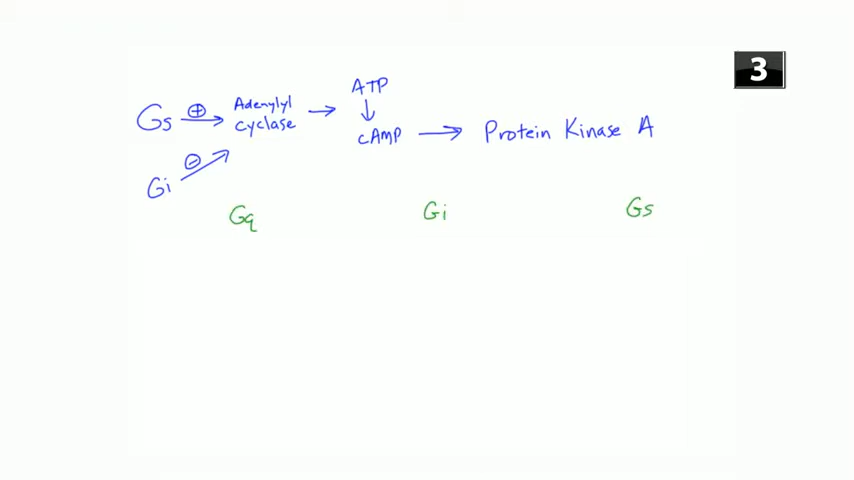 3
ATP
Gs ⊕ Adenylyl
cyclase
cAMP
Protein Kinase A
Gi ⊖
Gq Gi Gs